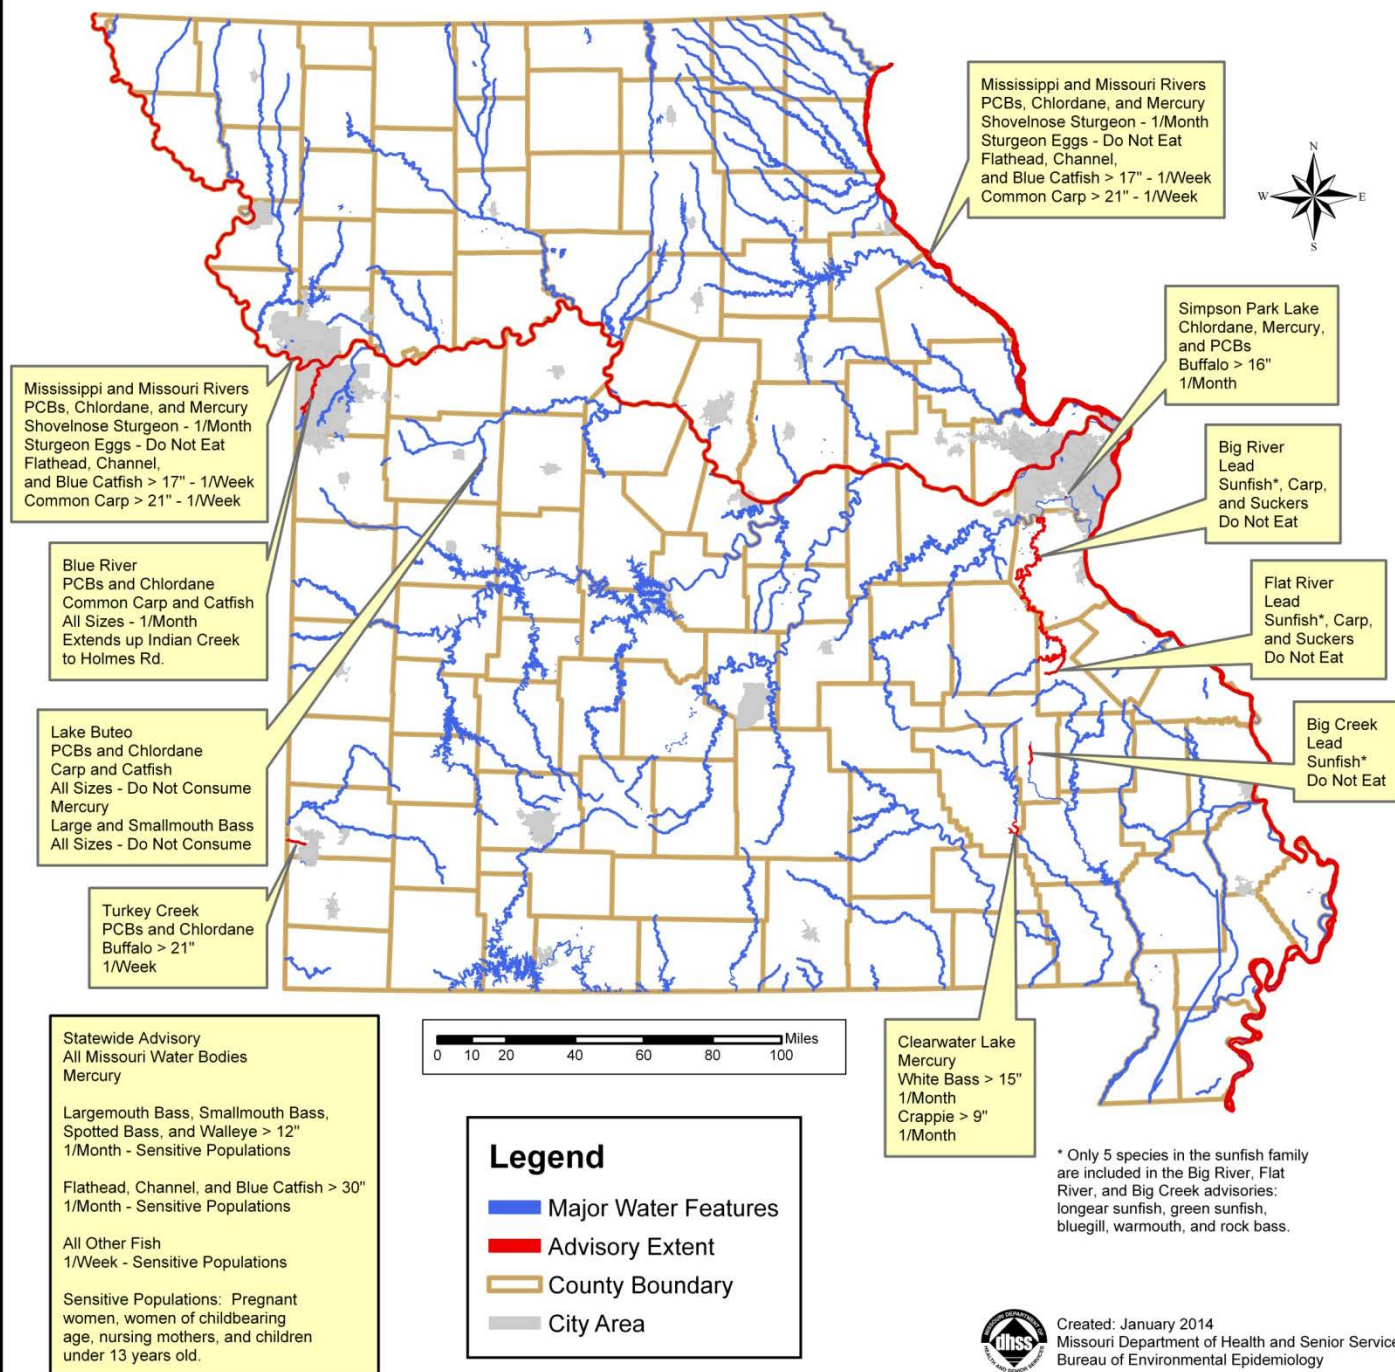 Mississippi and Missouri Rivers
PCBs, Chlordane, and Mercury
Shovelnose Sturgeon - 1/Month
Sturgeon Eggs - Do Not Eat
Flathead, Channel,
and Blue Catfish > 17" - 1/Week
Common Carp > 21" - 1/Week
N
W
E
S
Simpson Park Lake
Chlordane, Mercury,
and PCBs
Buffalo > 16"
1/Month
Mississippi and Missouri Rivers
PCBs, Chlordane, and Mercury
Shovelnose Sturgeon - 1/Month
Sturgeon Eggs - Do Not Eat
Flathead, Channel,
and Blue Catfish > 17" - 1/Week
Common Carp > 21" - 1/Week
Big River
Lead
Sunfish*, Carp,
and Suckers
Do Not Eat
Blue River
PCBs and Chlordane
Common Carp and Catfish
All Sizes - 1/Month
Extends up Indian Creek
to Holmes Rd.
Flat River
Lead
Sunfish*, Carp,
and Suckers
Do Not Eat
Lake Buteo
PCBs and Chlordane
Carp and Catfish
All Sizes - Do Not Consume
Mercury
Large and Smallmouth Bass
All Sizes - Do Not Consume
Big Creek
Lead
Sunfish*
Do Not Eat
Turkey Creek
PCBs and Chlordane
Buffalo > 21"
1/Week
Clearwater Lake
Mercury
White Bass > 15"
1/Month
Crappie > 9"
1/Month
Statewide Advisory
All Missouri Water Bodies
Mercury
Largemouth Bass, Smallmouth Bass,
Spotted Bass, and Walleye > 12"
1/Month - Sensitive Populations
Flathead, Channel, and Blue Catfish > 30"
1/Month - Sensitive Populations
All Other Fish
1/Week - Sensitive Populations
Sensitive Populations: Pregnant
women, women of childbearing
age, nursing mothers, and children
under 13 years old.
Miles
0 10 20 40 60 80 100
Legend
Major Water Features
Advisory Extent
County Boundary
City Area
* Only 5 species in the sunfish family
are included in the Big River, Flat
River, and Big Creek advisories:
longear sunfish, green sunfish,
bluegill, warmouth, and rock bass.
MISSOURI DEPARTMENT OF
dhss
HEALTH AND SENIOR SERVICES
Created: January 2014
Missouri Department of Health and Senior Service
Bureau of Environmental Epidemiology